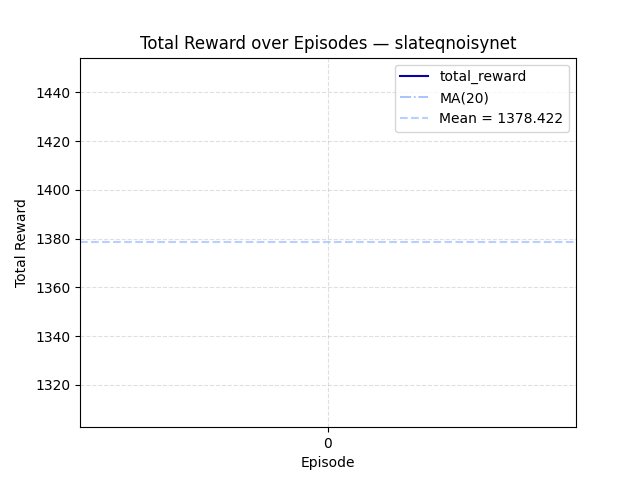 Total Reward over Episodes — slateqnoisynet
total_reward
MA(20)
Mean = 1378.422
1440
1420
1400
1380
1360
1340
1320
Total Reward
0
Episode